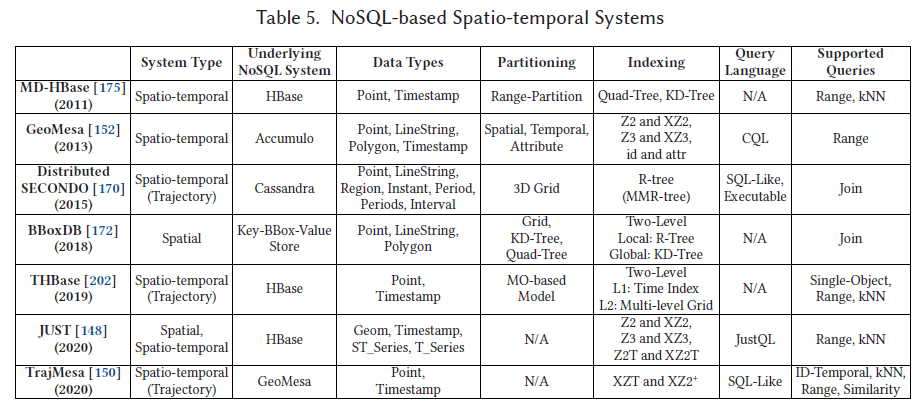 Table 5. NoSQL-based Spatio-temporal Systems
System Type
Underlying
NoSQL System
Data Types
Partitioning
Indexing
Query
Language
Supported
Queries
MD-HBase [175]
(2011)
Spatio-temporal
HBase
Point, Timestamp
Range-Partition
Quad-Tree, KD-Tree
N/A
Range, kNN
GeoMesa [152]
(2013)
Spatio-temporal
Accumulo
Point, LineString,
Polygon, Timestamp
Spatial, Temporal,
Attribute
Z2 and XZ2,
Z3 and XZ3,
id and attr
CQL
Range
Distributed
SECONDO [170]
(2015)
Spatio-temporal
(Trajectory)
Cassandra
Point, LineString,
Region, Instant, Period,
Periods, Interval
3D Grid
R-tree
(MMR-tree)
SQL-Like,
Executable
Join
BBoxDB [172]
(2018)
Spatial
Key-BBox-Value
Store
Point, LineString,
Polygon
Grid,
KD-Tree,
Quad-Tree
Two-Level
Local: R-Tree
Global: KD-Tree
N/A
Join
THBase [202]
(2019)
Spatio-temporal
(Trajectory)
HBase
Point,
Timestamp
MO-based
Model
Two-Level
L1: Time Index
L2: Multi-level Grid
N/A
Single-Object,
Range, kNN
JUST [148]
(2020)
Spatial,
Spatio-temporal
HBase
Geom, Timestamp,
ST_Series, T_Series
N/A
Z2 and XZ2,
Z3 and XZ3,
Z2T and XZ2T
JustQL
Range, kNN
TrajMesa [150]
(2020)
Spatio-temporal
(Trajectory)
GeoMesa
Point,
Timestamp
N/A
XZT and XZ2⁺
SQL-Like
ID-Temporal, kNN,
Range, Similarity